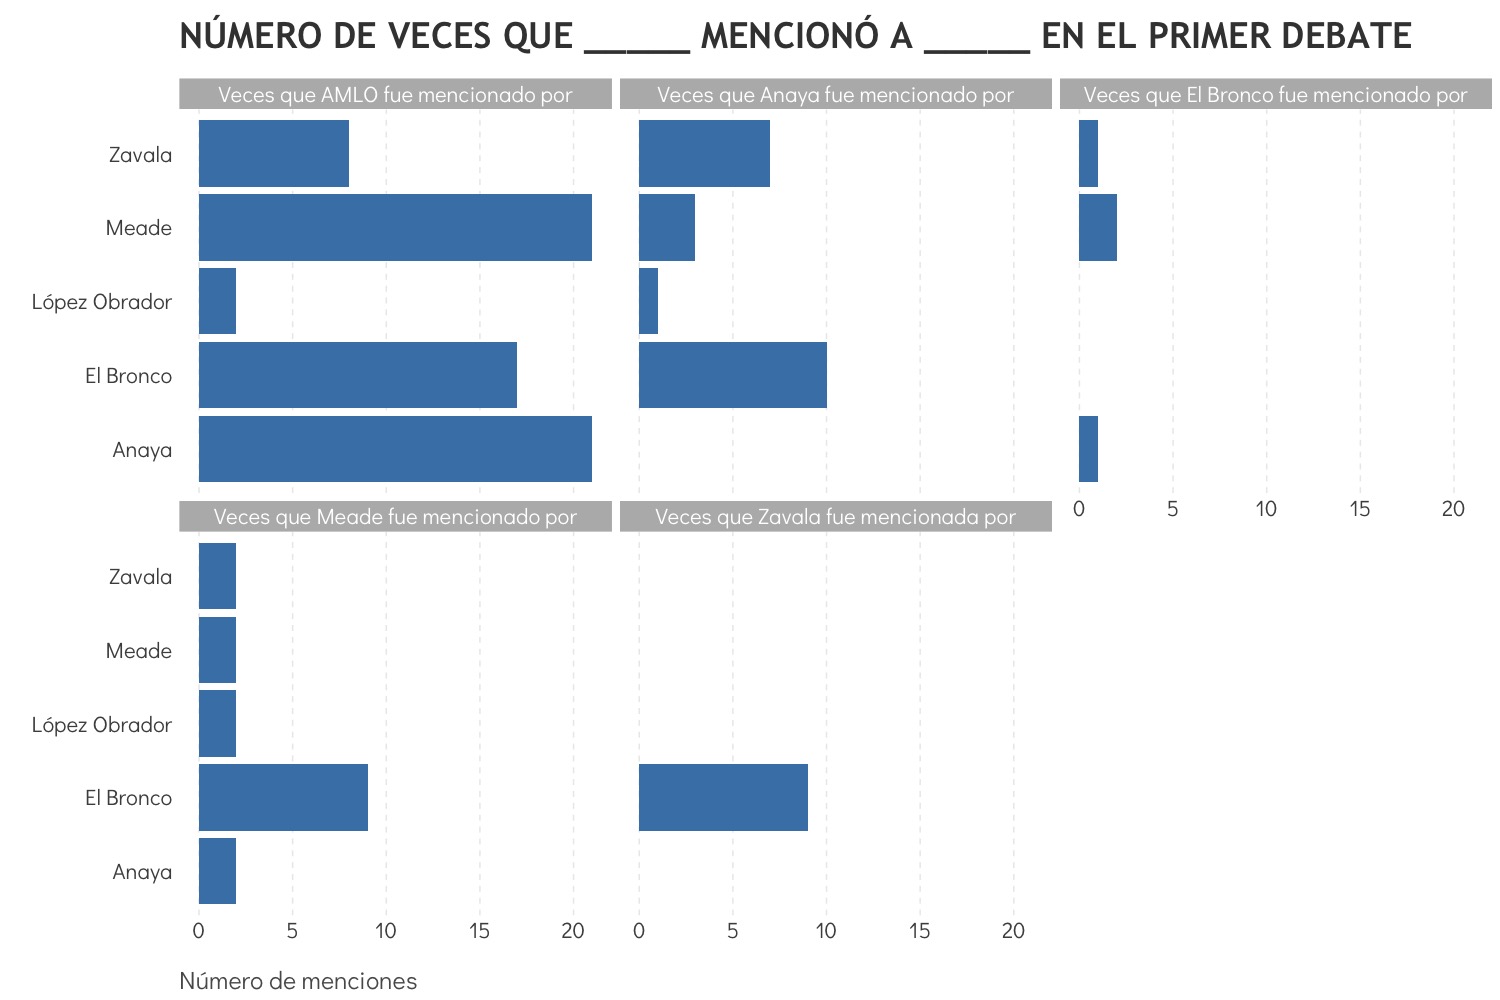 NÚMERO DE VECES QUE _____ MENCIONÓ A _____ EN EL PRIMER DEBATE
Veces que AMLO fue mencionado por
Veces que Anaya fue mencionado por
Veces que El Bronco fue mencionado por
Zavala
Meade
López Obrador
El Bronco
Anaya
0 5 10 15 20
Veces que Meade fue mencionado por
Veces que Zavala fue mencionada por
Zavala
Meade
López Obrador
El Bronco
Anaya
0 5 10 15 20
0 5 10 15 20
Número de menciones